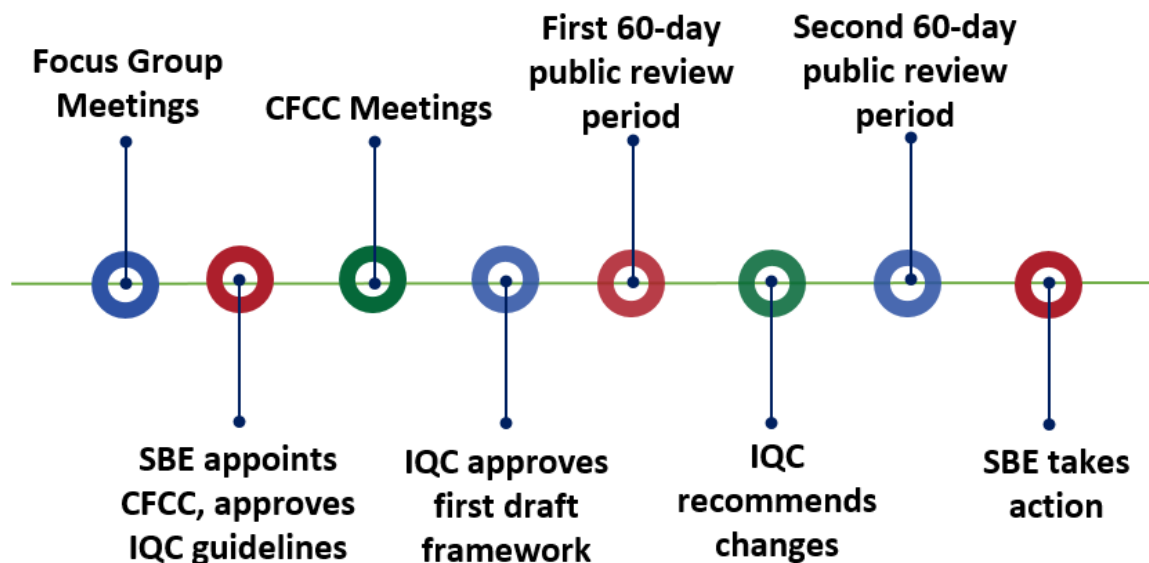 Focus Group
Meetings
SBE appoints
CFCC, approves
IQC guidelines
CFCC Meetings
IQC approves
first draft
framework
First 60-day
public review
period
IQC
recommends
changes
Second 60-day
public review
period
SBE takes
action